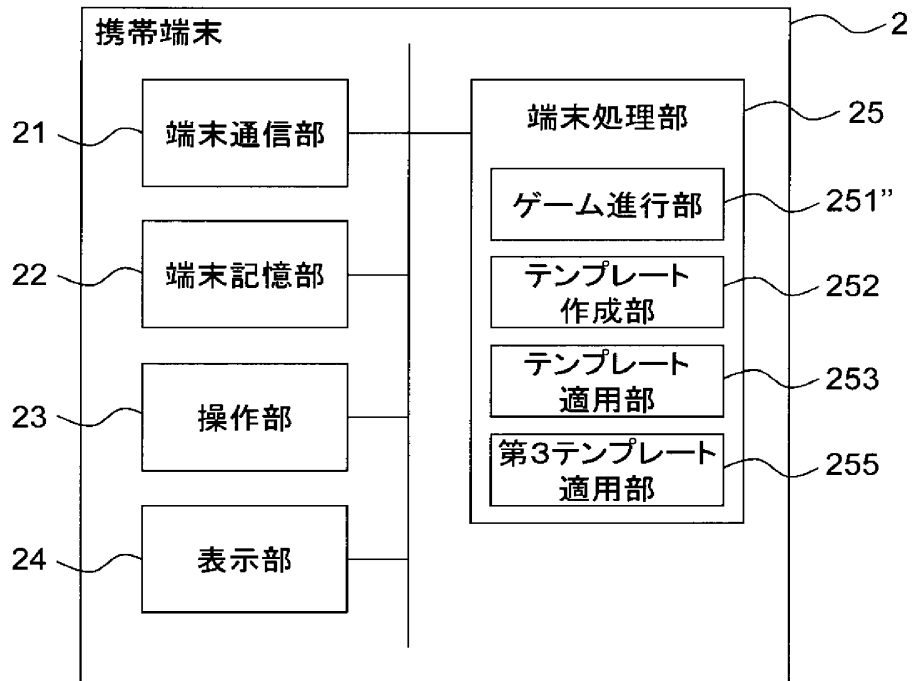 携帯端末
2
21
端末通信部
22
端末記憶部
23
操作部
24
表示部
端末処理部
25
ゲーム進行部
251”
テンプレート
作成部
252
テンプレート
適用部
253
第3テンプレート
適用部
255